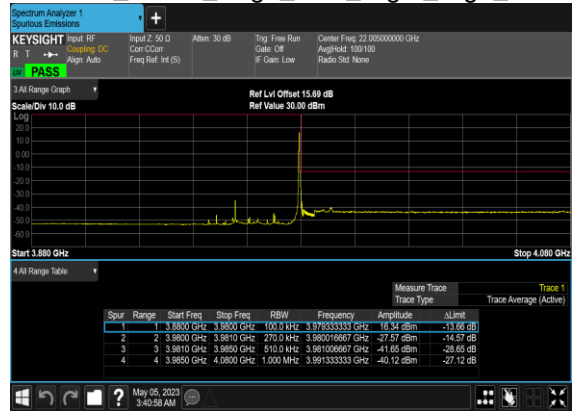 Spectrum Analyzer 1
Spurious Emissions
KEYSIGHT Input: RF Input Z: 50 Ω Atten: 30 dB Trig: Free Run Center Freq: 22.005000000 GHz
R T Coupling: DC Corr CCorr Gate: Off Avg|Hold: 100/100
Align: Auto Freq Ref: Int (S) IF Gain: Low Radio Std: None
PASS
3 All Range Graph
Ref Lvl Offset 15.69 dB
Scale/Div 10.0 dB Ref Value 30.00 dBm
Log
20.0
10.0
0.00
-10.0
-20.0
-30.0
-40.0
-50.0
-60.0
Start 3.880 GHz Stop 4.080 GHz
4 All Range Table
Measure Trace Trace 1
Trace Type Trace Average (Active)
Spur Range Start Freq Stop Freq RBW Frequency Amplitude ΔLimit
1 1 3.8800 GHz 3.9800 GHz 100.0 kHz 3.979333333 GHz 16.34 dBm -13.66 dB
2 2 3.9800 GHz 3.9810 GHz 270.0 kHz 3.980016667 GHz -27.57 dBm -14.57 dB
3 3 3.9810 GHz 3.9850 GHz 510.0 kHz 3.981006667 GHz -41.65 dBm -28.65 dB
4 4 3.9850 GHz 4.0800 GHz 1.000 MHz 3.991333333 GHz -40.12 dBm -27.12 dB
May 05, 2023
3:40:58 AM